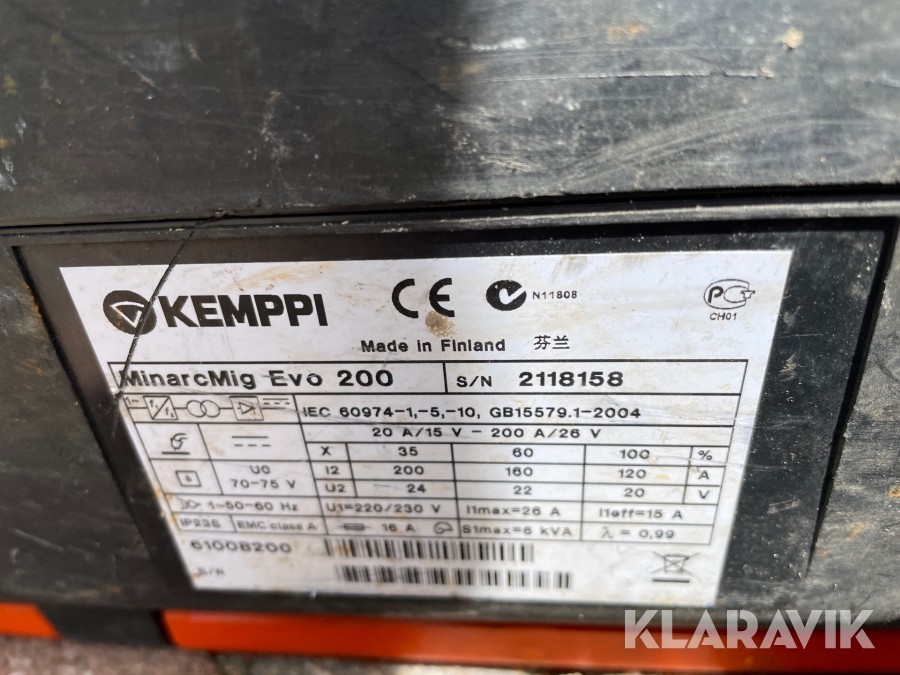 KEMPPI
CE
N11808
PG
CH01
Made in Finland 芬兰
MinarcMig Evo 200 S/N 2118158
1~ IEC 60974-1,-5,-10, GB15579.1-2004
20 A/15 V - 200 A/26 V
X 35 60 100 %
U0 I2 200 160 120 A
70-75 V U2 24 22 20 V
1~50-60 Hz U1=220/230 V I1max=26 A I1eff=15 A
IP23S EMC class A 16 A S1max=6 kVA λ = 0,99
6100B200
S/N
KLARAVIK